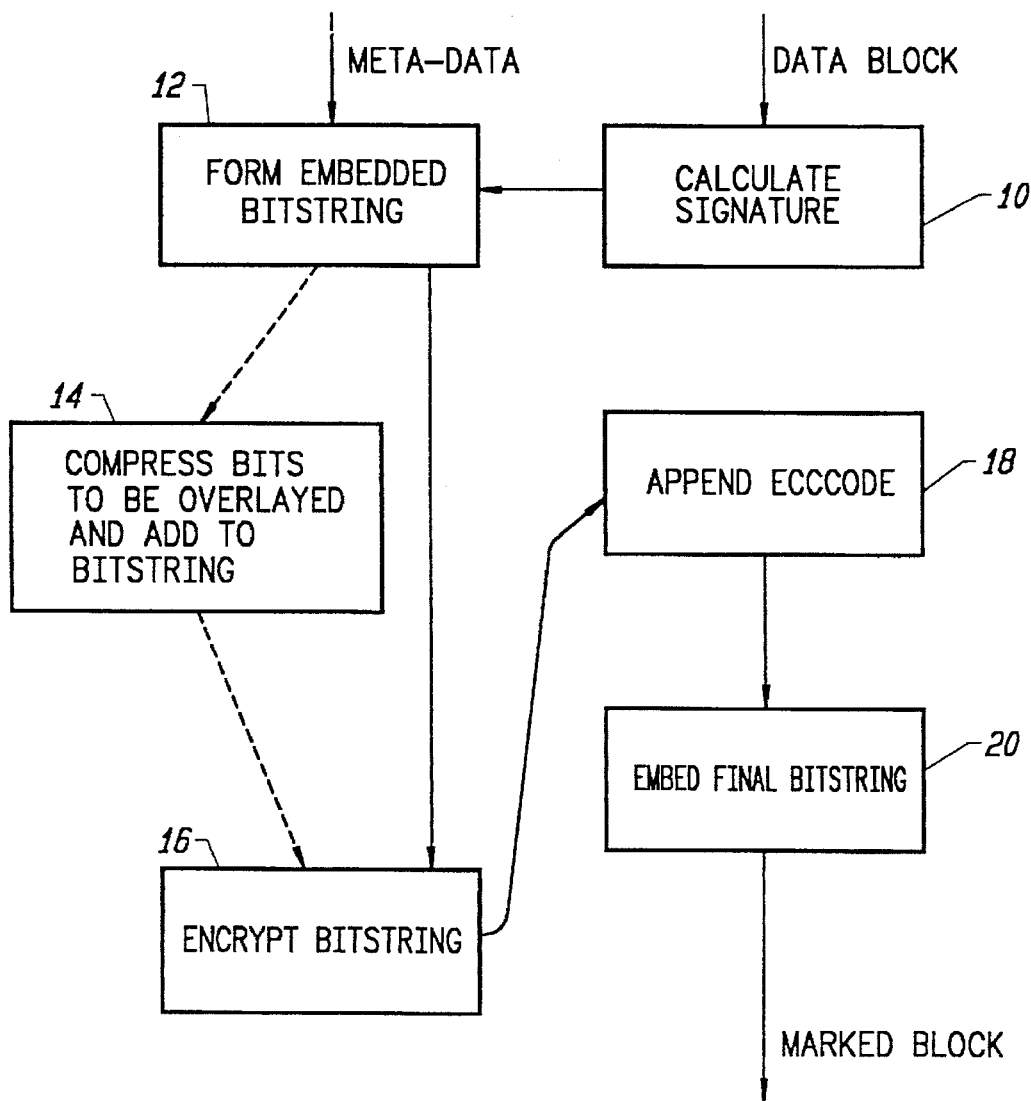 META-DATA
DATA BLOCK
12
FORM EMBEDDED
BITSTRING
CALCULATE
SIGNATURE
10
14
COMPRESS BITS
TO BE OVERLAYED
AND ADD TO
BITSTRING
APPEND ECCCODE
18
16
ENCRYPT BITSTRING
EMBED FINAL BITSTRING
20
MARKED BLOCK